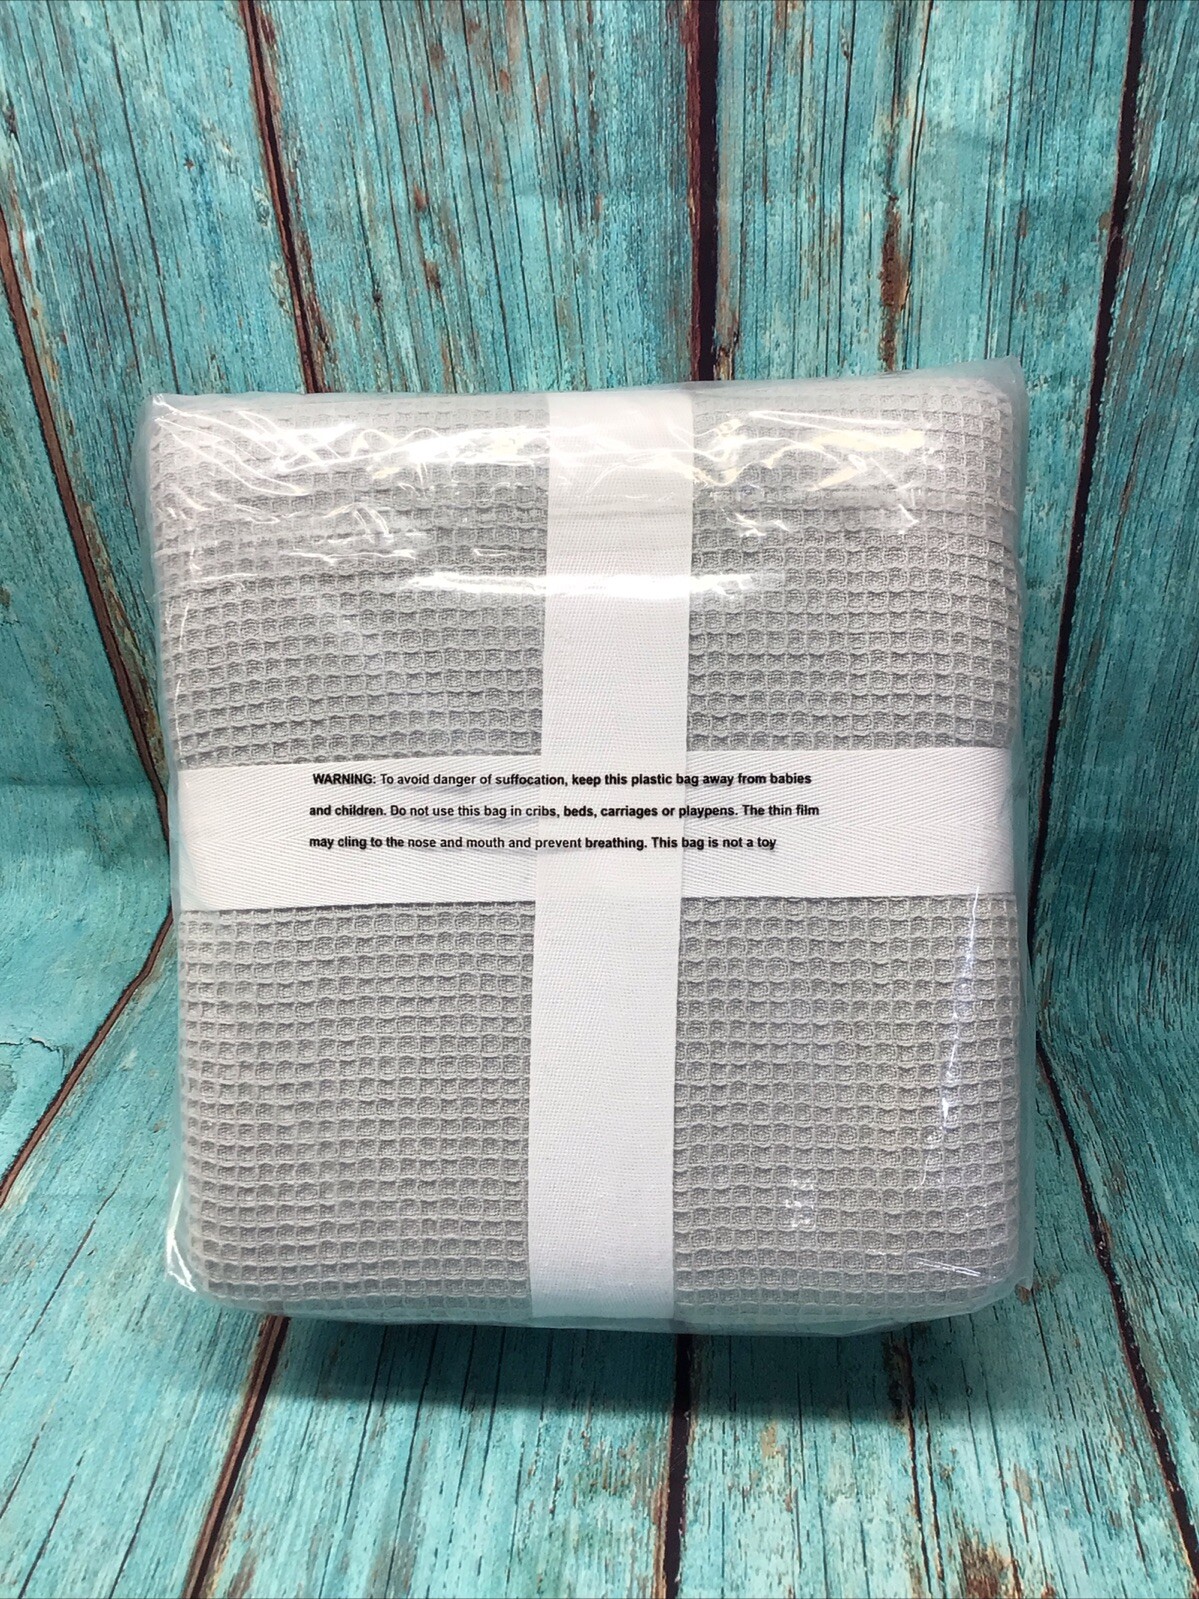 WARNING: To avoid danger of suffocation, keep this plastic bag away from babies
and children. Do not use this bag in cribs, beds, carriages or playpens. The thin film
may cling to the nose and mouth and prevent breathing. This bag is not a toy